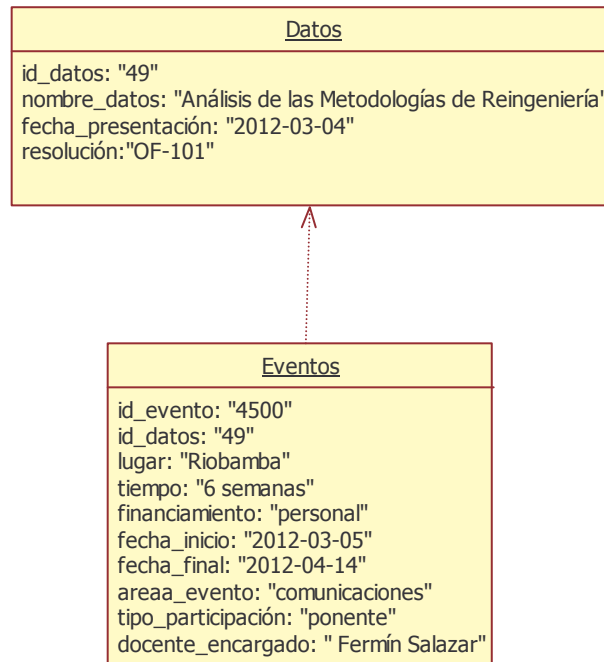 Datos
id_datos: "49"
nombre_datos: "Análisis de las Metodologías de Reingeniería"
fecha_presentación: "2012-03-04"
resolución:"OF-101"
Eventos
id_evento: "4500"
id_datos: "49"
lugar: "Riobamba"
tiempo: "6 semanas"
financiamiento: "personal"
fecha_inicio: "2012-03-05"
fecha_final: "2012-04-14"
areaa_evento: "comunicaciones"
tipo_participación: "ponente"
docente_encargado: " Fermín Salazar"